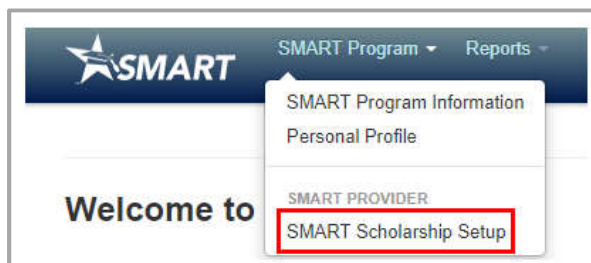 SMART SMART Program Reports
SMART Program Information
Personal Profile
SMART PROVIDER
Welcome to
SMART Scholarship Setup